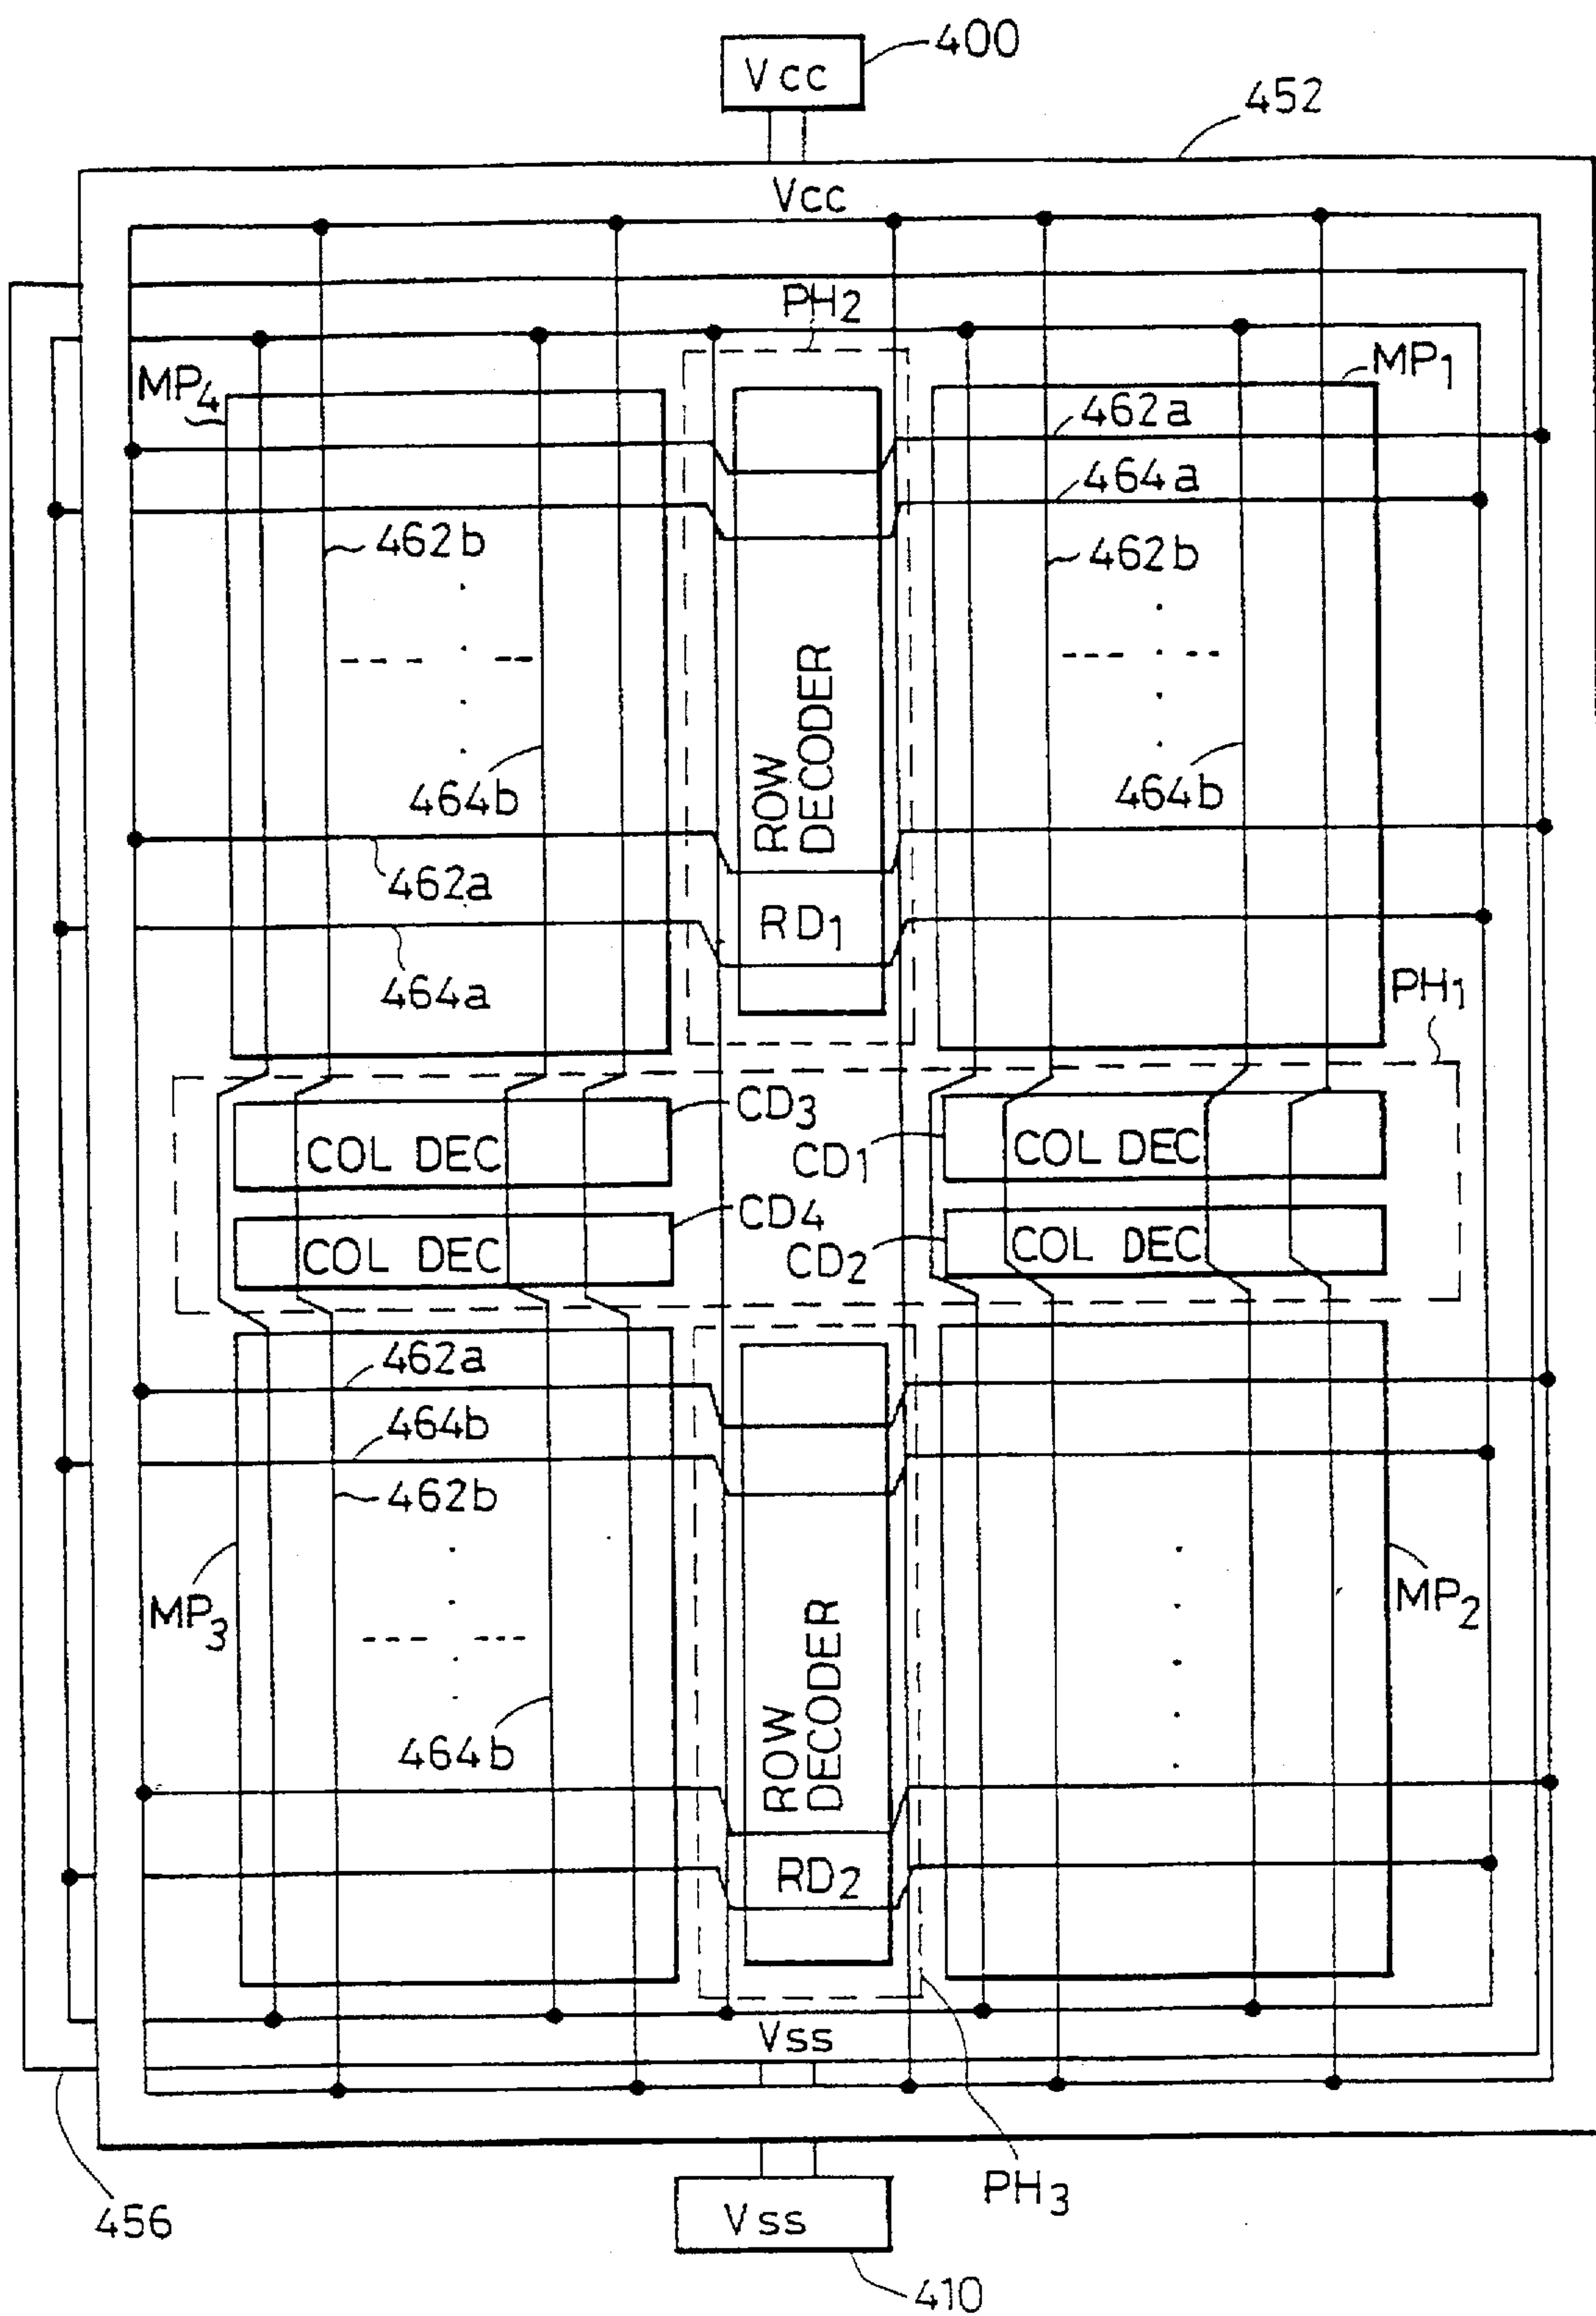 Vcc
400
452
Vcc
PH2
MP4
MP1
462a
464a
462b
462b
ROW
DECODER
464b
464b
462a
RD1
464a
PH1
COL DEC
CD3
CD1
COL DEC
COL DEC
CD4
CD2
COL DEC
462a
464b
462b
MP3
MP2
ROW
DECODER
464b
RD2
Vss
456
PH3
Vss
410